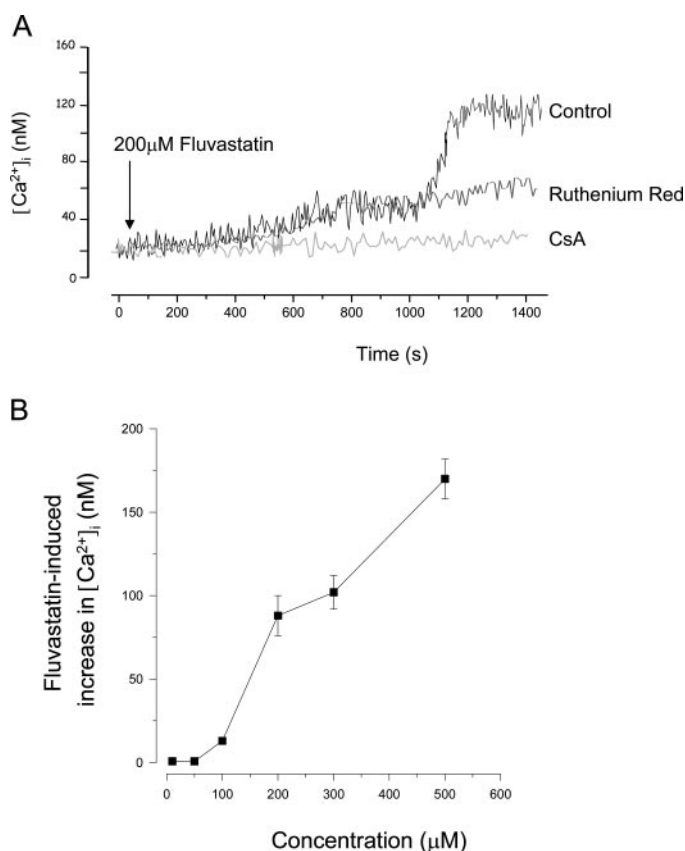 A
160
120
80
40
0
[Ca²⁺]ᵢ (nM)
200μM Fluvastatin
Control
Ruthenium Red
CsA
0 200 400 600 800 1000 1200 1400
Time (s)
B
200
150
100
50
0
Fluvastatin-induced
increase in [Ca²⁺]ᵢ (nM)
0 100 200 300 400 500 600
Concentration (μM)